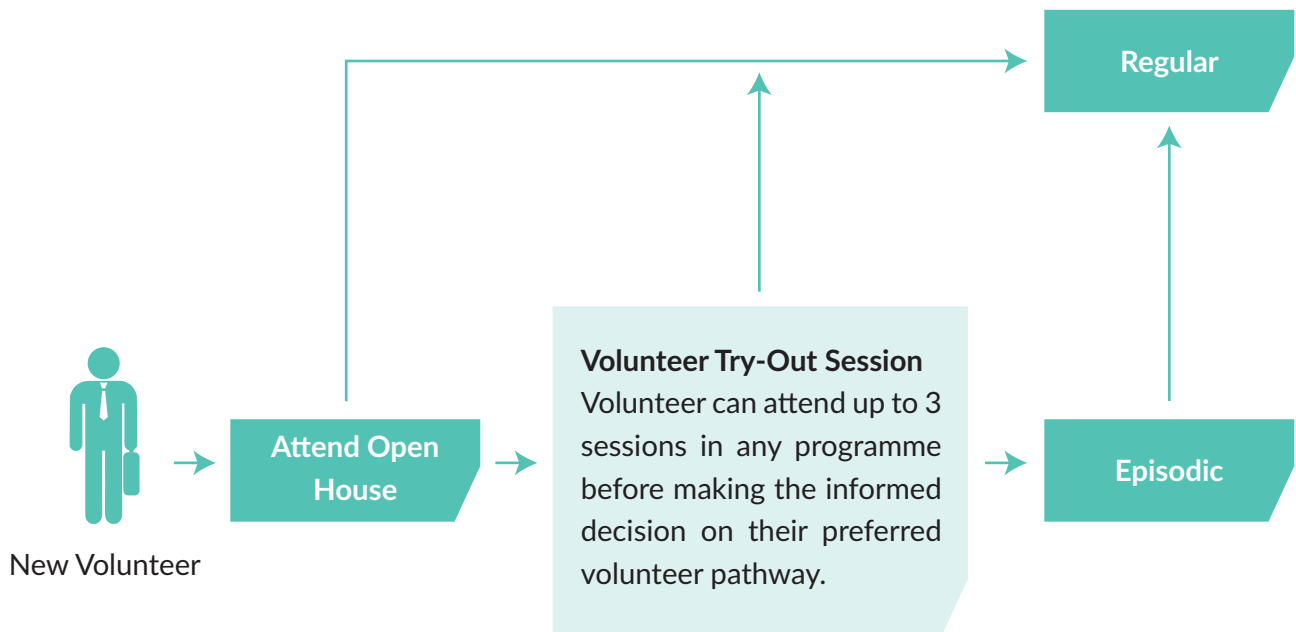 Regular
Volunteer Try-Out Session
Volunteer can attend up to 3
sessions in any programme
before making the informed
decision on their preferred
volunteer pathway.
Attend Open
House
Episodic
New Volunteer